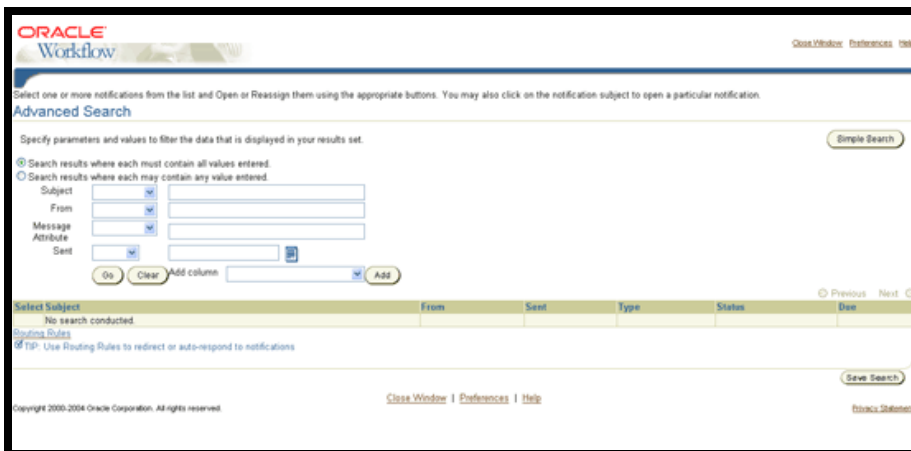 ORACLE
Workflow
Close Window Preferences Hel
Select one or more notifications from the list and Open or Reassign them using the appropriate buttons. You may also click on the notification subject to open a particular notification.
Advanced Search
Specify parameters and values to filter the data that is displayed in your results set.
Simple Search
Search results where each must contain all values entered.
Search results where each may contain any value entered.
Subject
From
Message
Attribute
Sent
Go Clear Add column Add
Previous Next
Select Subject From Sent Type Status Due
No search conducted.
Routing Rules
TIP: Use Routing Rules to redirect or auto-respond to notifications
Save Search
Close Window | Preferences | Help
Copyright 2000-2004 Oracle Corporation. All rights reserved.
Privacy Statemen